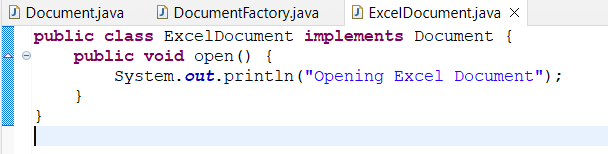 Document.java DocumentFactory.java ExcelDocument.java
public class ExcelDocument implements Document {
    public void open() {
        System.out.println("Opening Excel Document");
    }
}